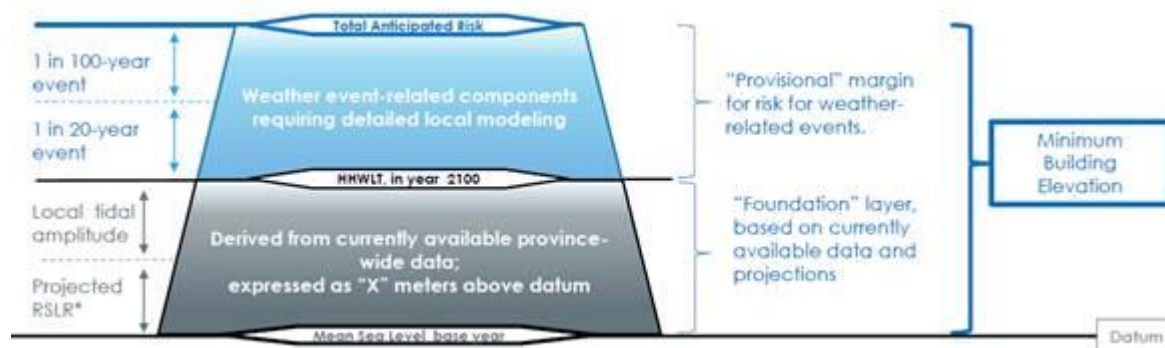 Total Anticipated Risk
1 in 100-year
event
1 in 20-year
event
Weather event-related components
requiring detailed local modeling
"Provisional" margin
for risk for weather-
related events.
Minimum
Building
Elevation
HHWLT, in year 2100
Local tidal
amplitude
Projected
RSLR*
Derived from currently available province-
wide data;
expressed as "X" meters above datum
"Foundation" layer,
based on currently
available data and
projections
Mean Sea Level, base year
Datum